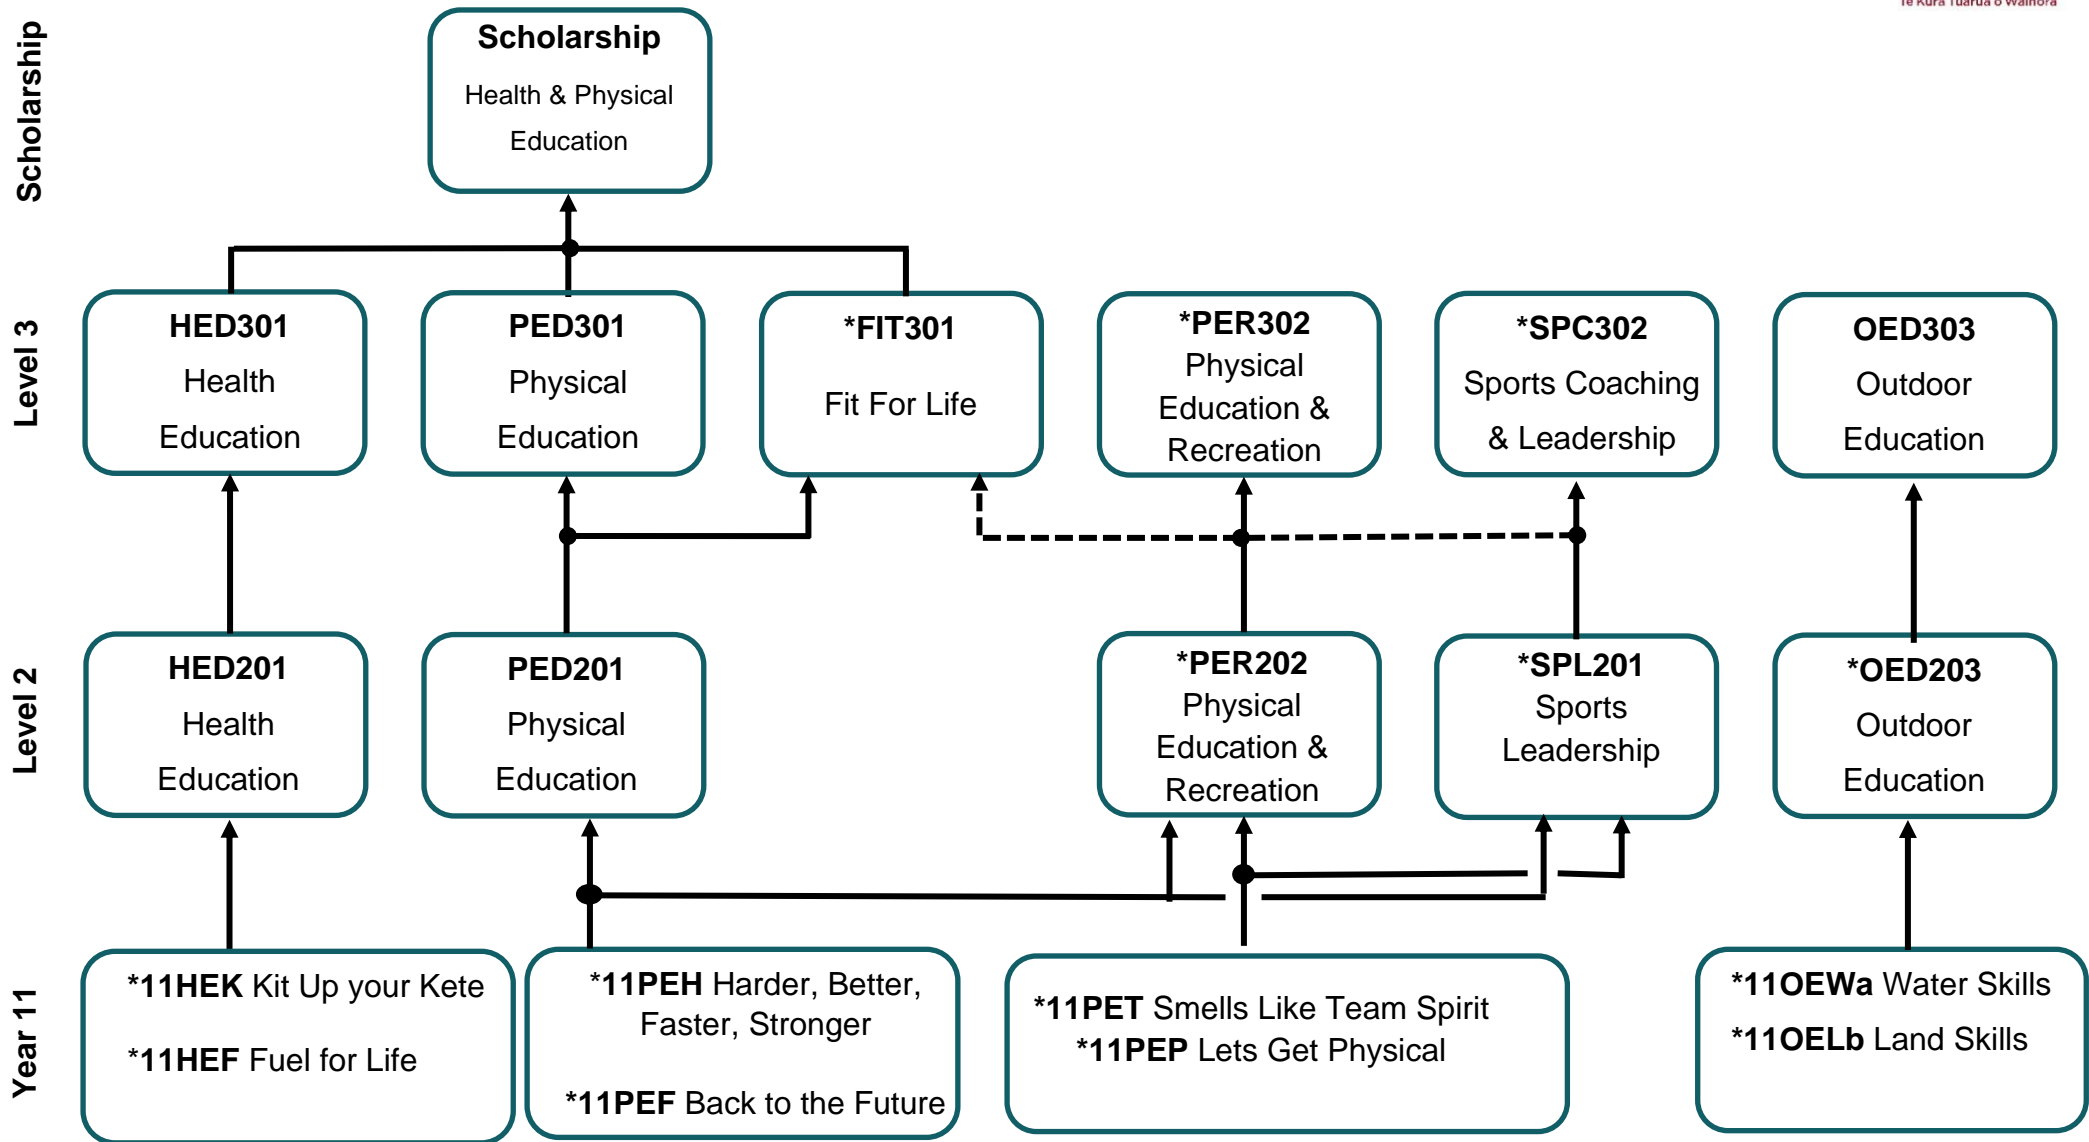 Te Kura Tuarua o Waihora
Scholarship
Scholarship
Health & Physical
Education
Level 3
HED301
Health
Education
PED301
Physical
Education
*FIT301
Fit For Life
*PER302
Physical
Education &
Recreation
*SPC302
Sports Coaching
& Leadership
OED303
Outdoor
Education
Level 2
HED201
Health
Education
PED201
Physical
Education
*PER202
Physical
Education &
Recreation
*SPL201
Sports
Leadership
*OED203
Outdoor
Education
Year 11
*11HEK Kit Up your Kete
*11HEF Fuel for Life
*11PEH Harder, Better,
Faster, Stronger
*11PEF Back to the Future
*11PET Smells Like Team Spirit
*11PEP Lets Get Physical
*11OEWa Water Skills
*11OELb Land Skills